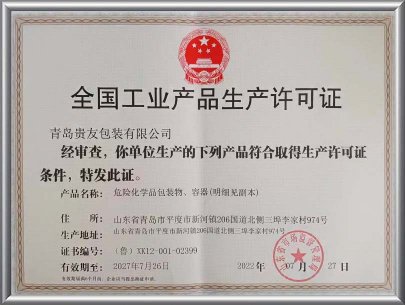 全国工业产品生产许可证
青岛贵友包装有限公司
经审查，你单位生产的下列产品符合取得生产许可证
条件，特发此证。
产品名称： 危险化学品包装物、容器(明细见副本)
住 所： 山东省青岛市平度市新河镇206国道北侧三埠李家村974号
生产地址： 山东省青岛市平度市新河镇206国道北侧三埠李家村974号
证书编号： （鲁）XK12-001-02399
有效期至： 2027年7月26日 2022 年 07 月 27 日